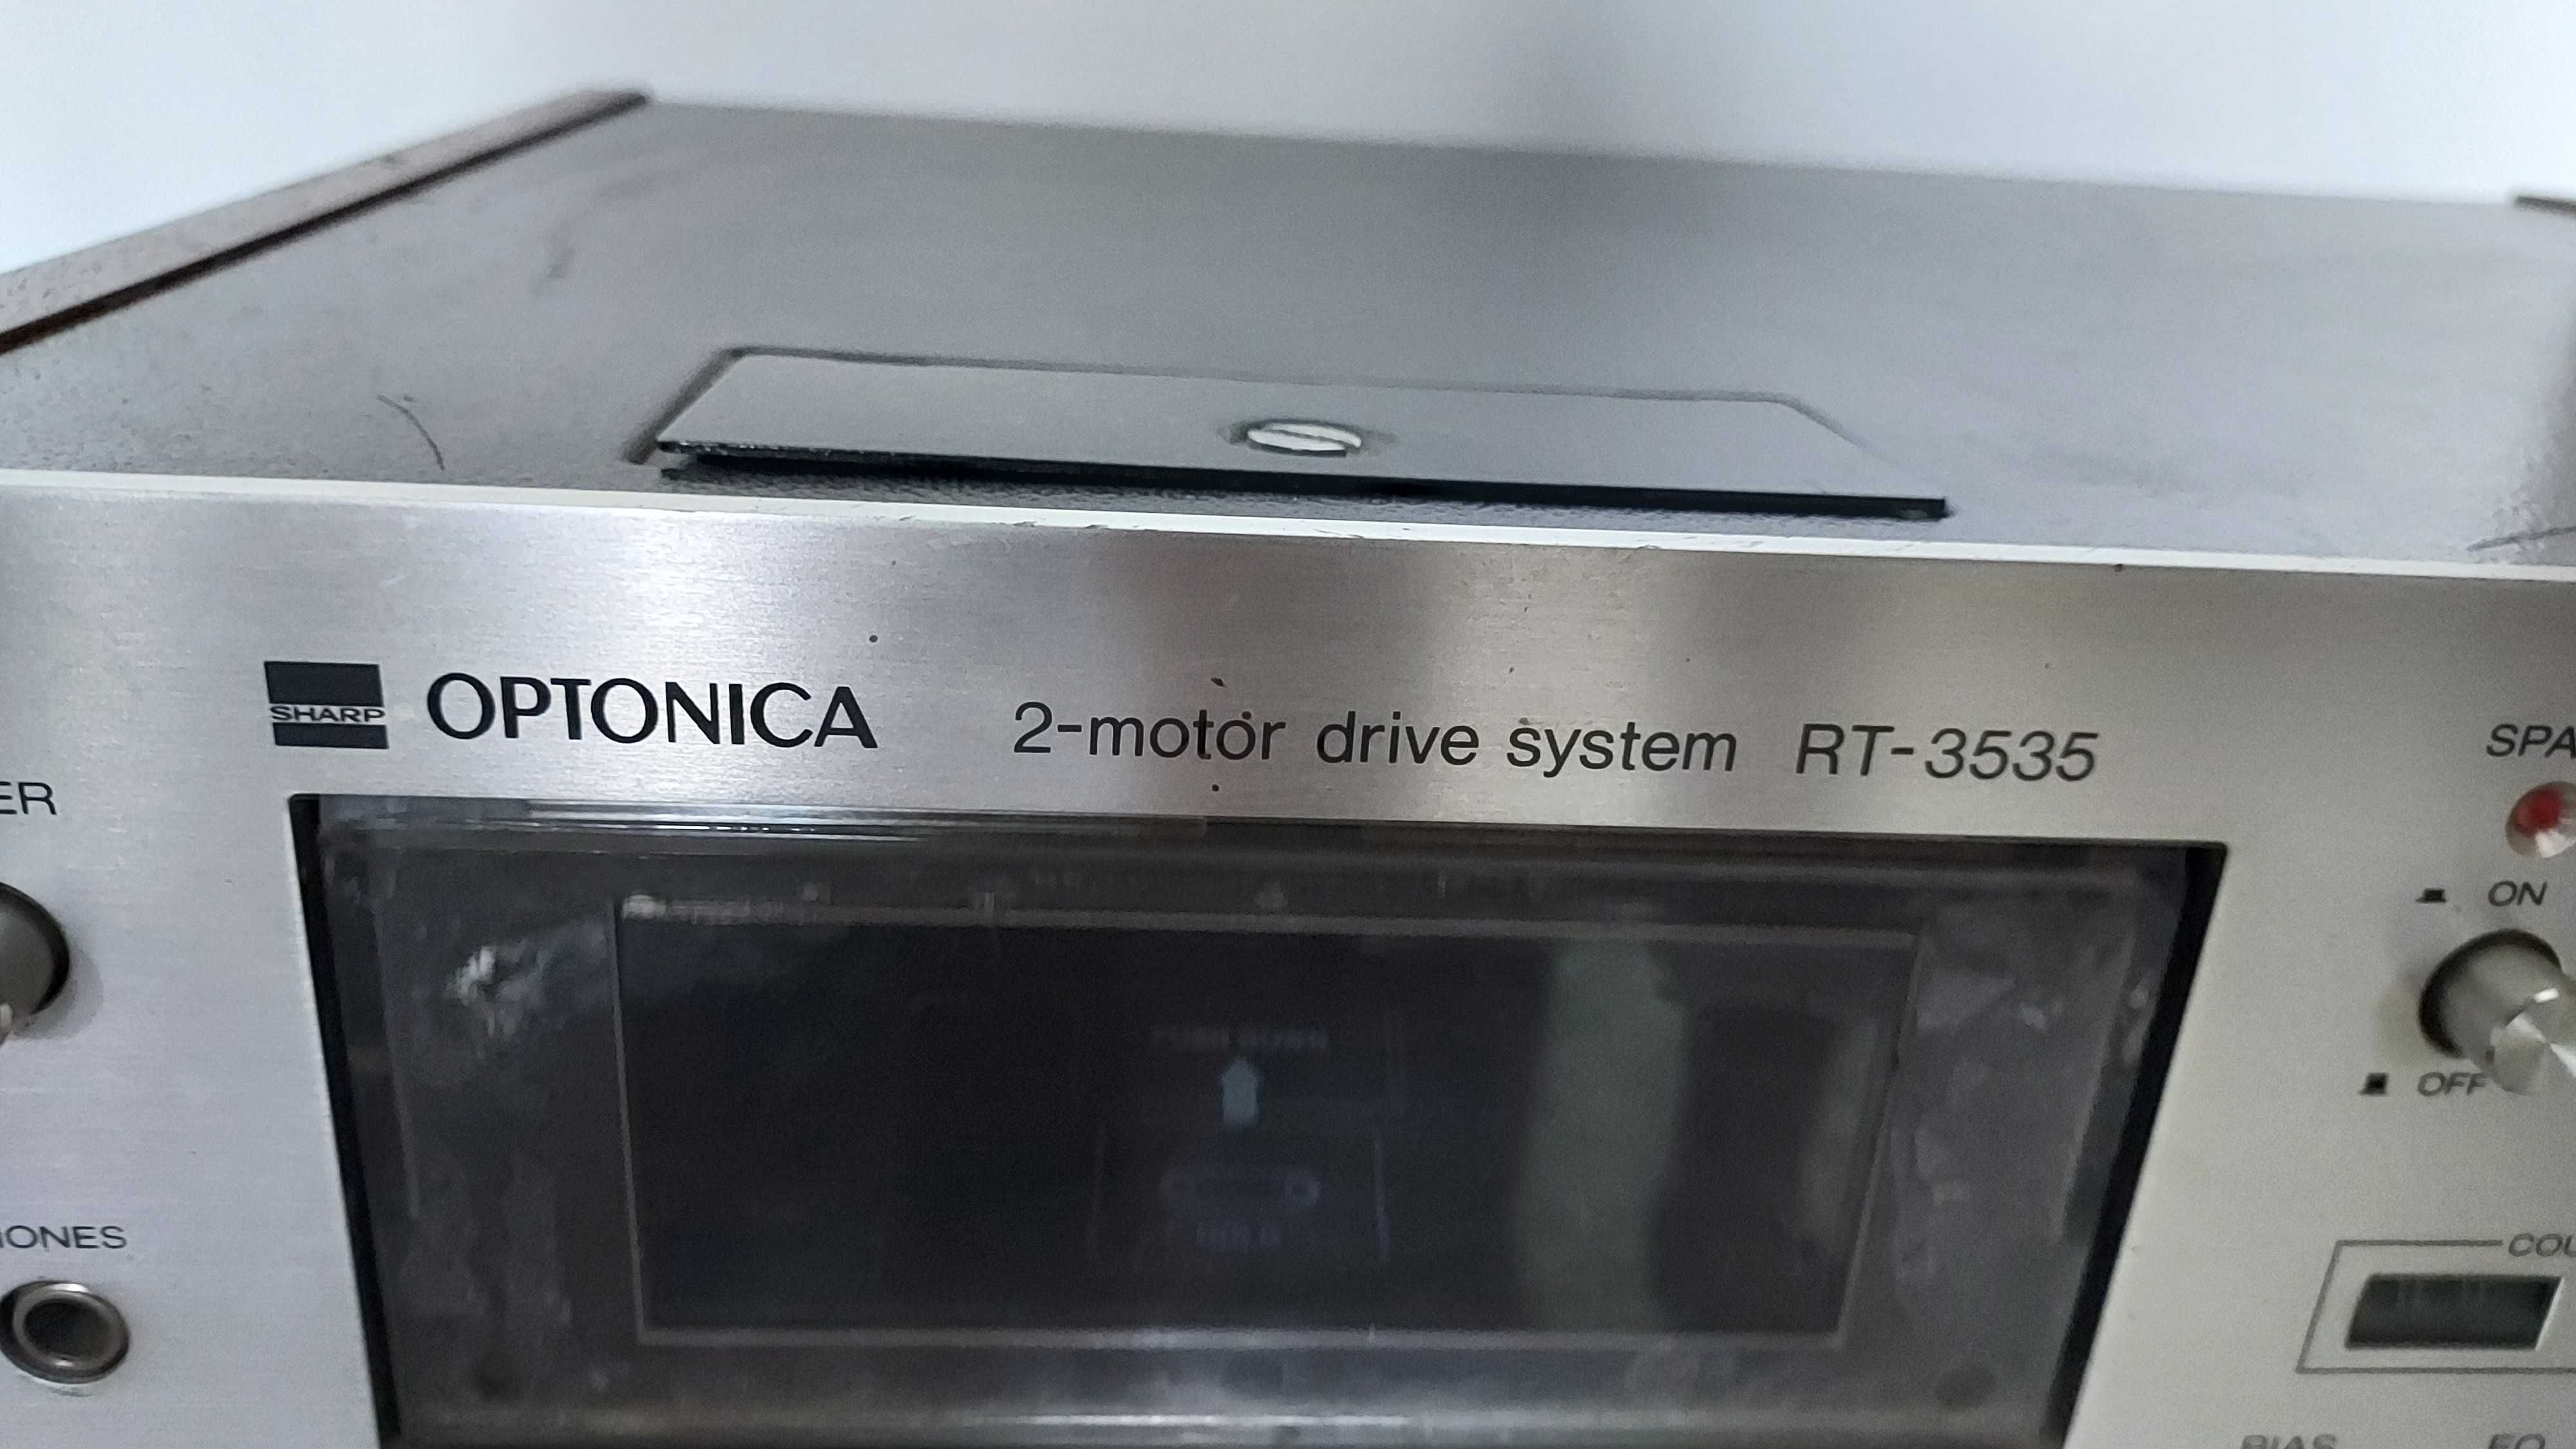 SHARP OPTONICA 2-motor drive system RT-3535
SPA
ER
ON
OFF
IONES
COU
BIAS EQ